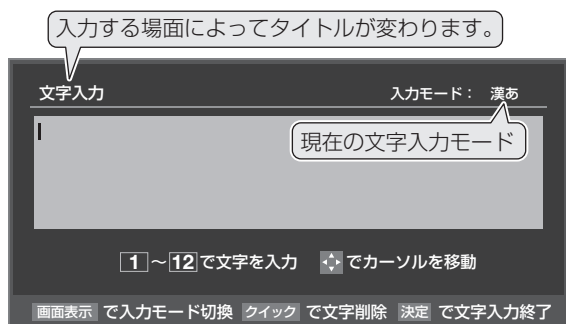 入力する場面によってタイトルが変わります。
文字入力
入力モード： 漢あ
現在の文字入力モード
1～12で文字を入力 でカーソルを移動
画面表示 で入力モード切換 クイック で文字削除 決定 で文字入力終了